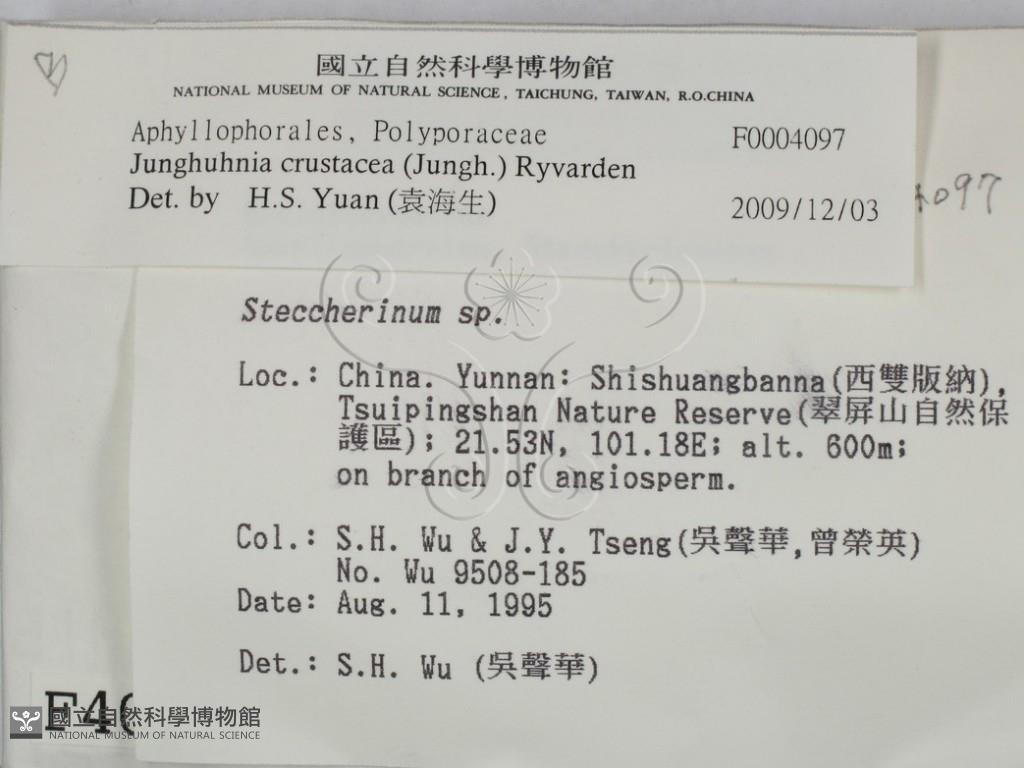 國立自然科學博物館
NATIONAL MUSEUM OF NATURAL SCIENCE, TAICHUNG, TAIWAN, R.O.CHINA
Aphyllophorales, Polyporaceae F0004097
Junghuhnia crustacea (Jungh.) Ryvarden
Det. by H.S. Yuan (袁海生) 2009/12/03
097
Steccherinum sp.
Loc.: China. Yunnan: Shishuangbanna(西雙版納),
Tsuipingshan Nature Reserve(翠屏山自然保
護區); 21.53N, 101.18E; alt. 600m;
on branch of angiosperm.
Col.: S.H. Wu & J.Y. Tseng(吳聲華,曾榮英)
No. Wu 9508-185
Date: Aug. 11, 1995
Det.: S.H. Wu (吳聲華)
F4
國立自然科學博物館
NATIONAL MUSEUM OF NATURAL SCIENCE